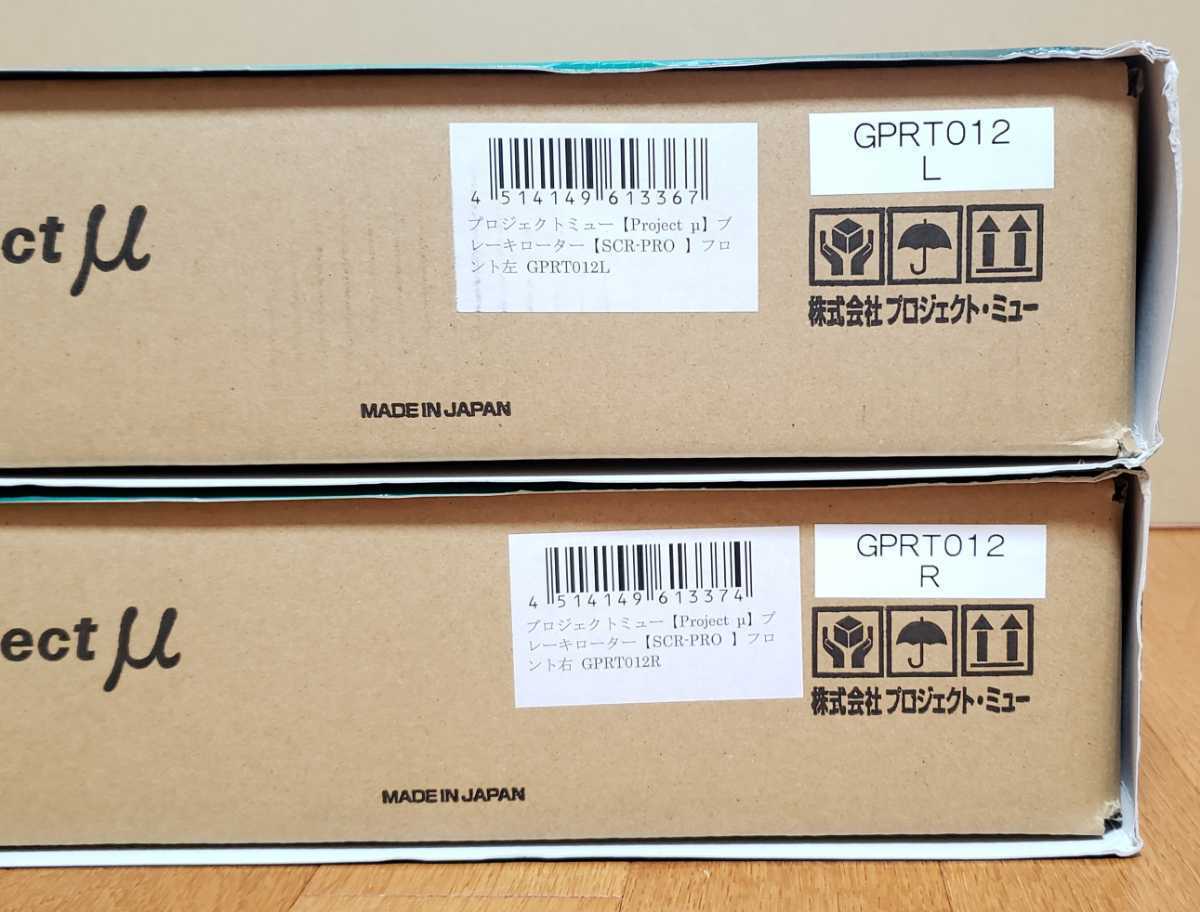 ect μ
4 514149 613367
プロジェクトミュー【Project μ】ブ
レーキローター【SCR-PRO 】フロ
ント左 GPRT012L
GPRT012
L
株式会社プロジェクト・ミュー
MADE IN JAPAN
ect μ
4 514149 613374
プロジェクトミュー【Project μ】ブ
レーキローター【SCR-PRO 】フロ
ント右 GPRT012R
GPRT012
R
株式会社プロジェクト・ミュー
MADE IN JAPAN